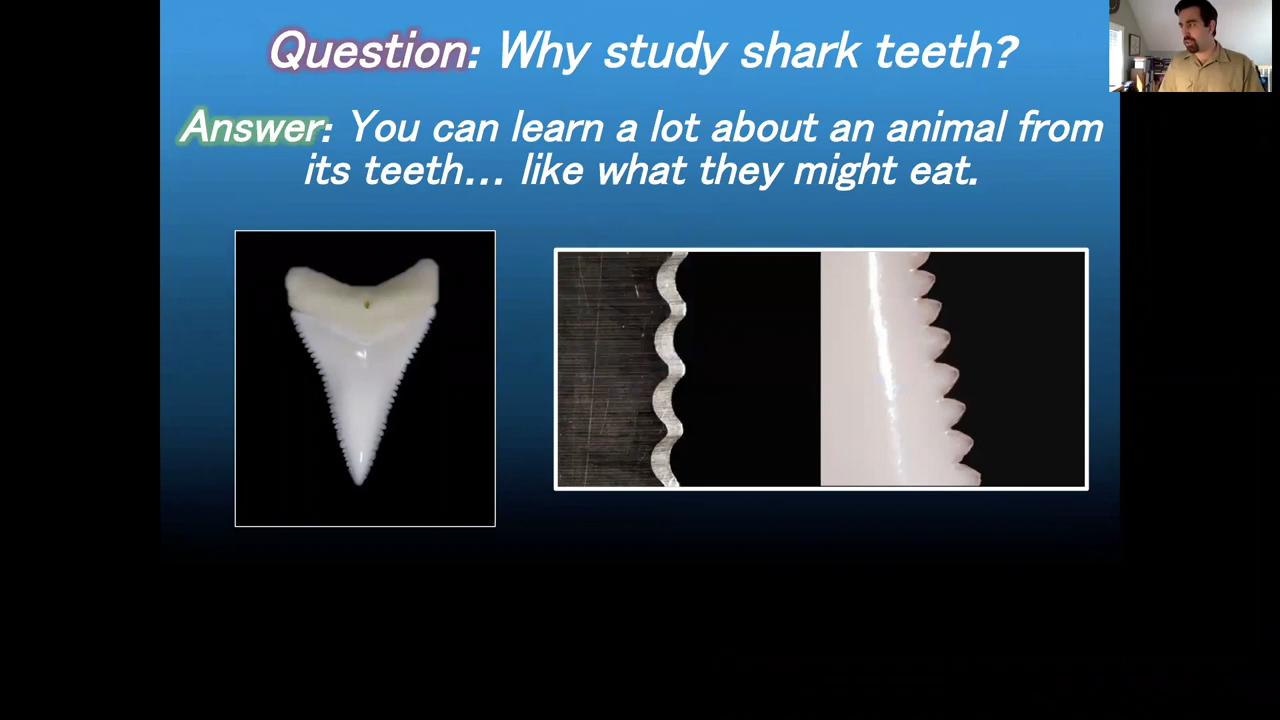 Question: Why study shark teeth?
Answer: You can learn a lot about an animal from
its teeth... like what they might eat.